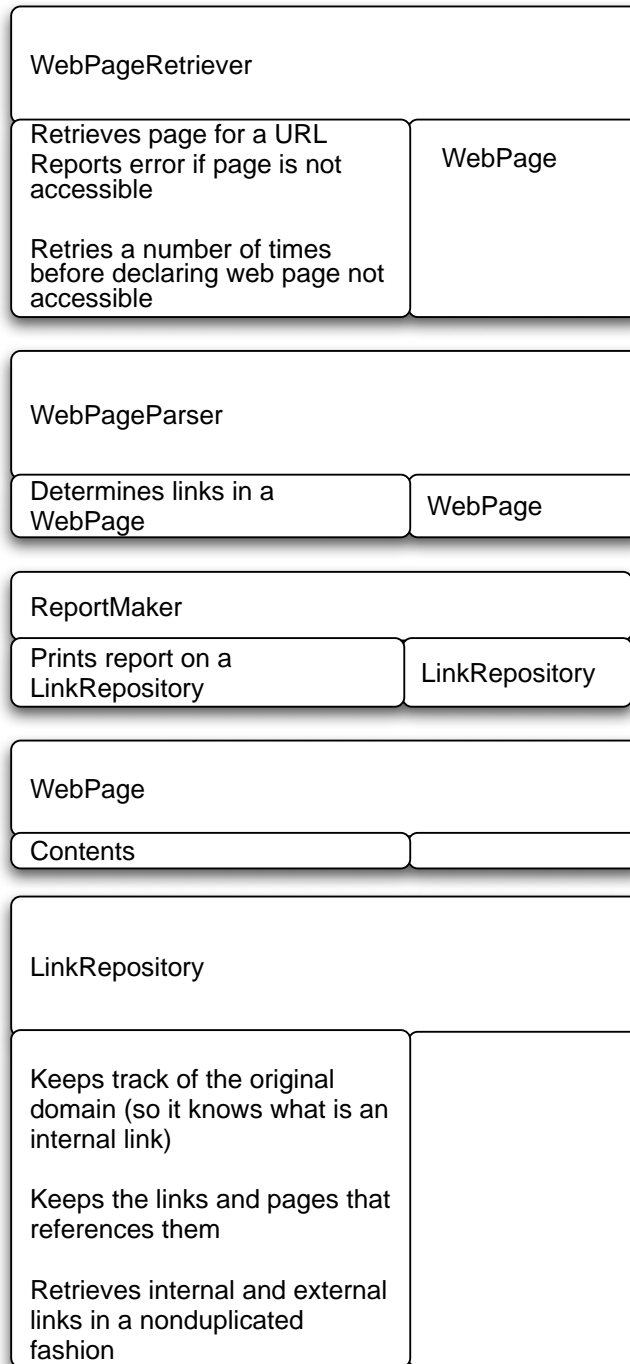 WebPageRetriever
Retrieves page for a URL
Reports error if page is not
accessible
Retries a number of times
before declaring web page not
accessible
WebPage
WebPageParser
Determines links in a
WebPage
WebPage
ReportMaker
Prints report on a
LinkRepository
LinkRepository
WebPage
Contents
LinkRepository
Keeps track of the original
domain (so it knows what is an
internal link)
Keeps the links and pages that
references them
Retrieves internal and external
links in a nonduplicated
fashion